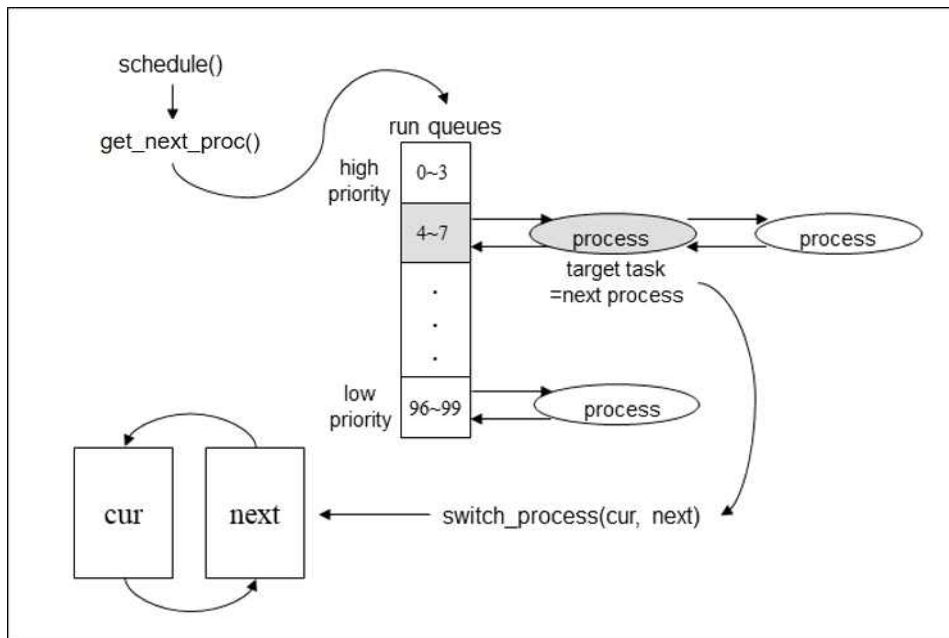 schedule()
get_next_proc()
run queues
high
priority
0~3
4~7
process
process
target task
=next process
.
.
.
low
priority
96~99
process
cur
next
switch_process(cur, next)